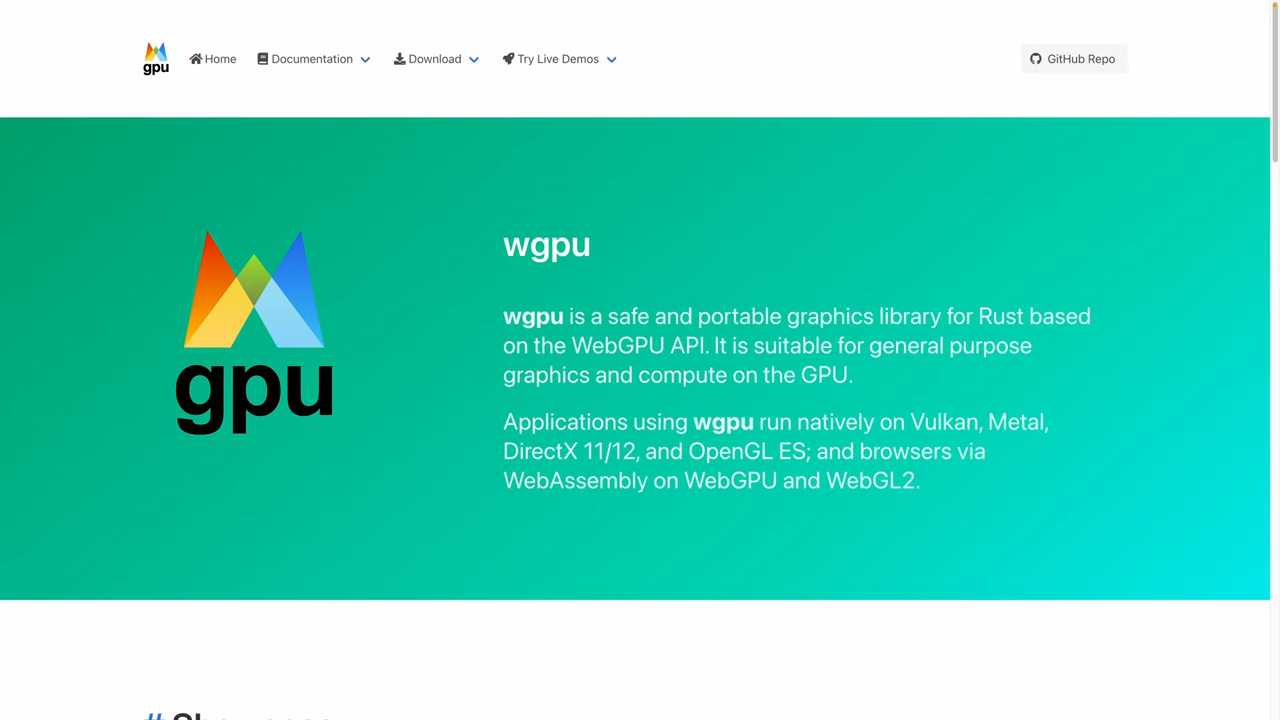 gpu
Home
Documentation
Download
Try Live Demos
GitHub Repo
gpu
wgpu
wgpu is a safe and portable graphics library for Rust based
on the WebGPU API. It is suitable for general purpose
graphics and compute on the GPU.
Applications using wgpu run natively on Vulkan, Metal,
DirectX 11/12, and OpenGL ES; and browsers via
WebAssembly on WebGPU and WebGL2.